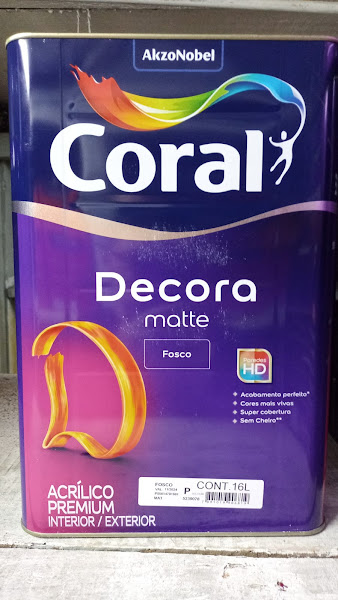 AkzoNobel
Coral
Decora
matte
Fosco
Paredes
HD
Acabamento perfeito*
Cores mais vivas
Super cobertura
Sem Cheiro**
FOSCO
P
CONT.16L
ACRÍLICO
PREMIUM
INTERIOR / EXTERIOR